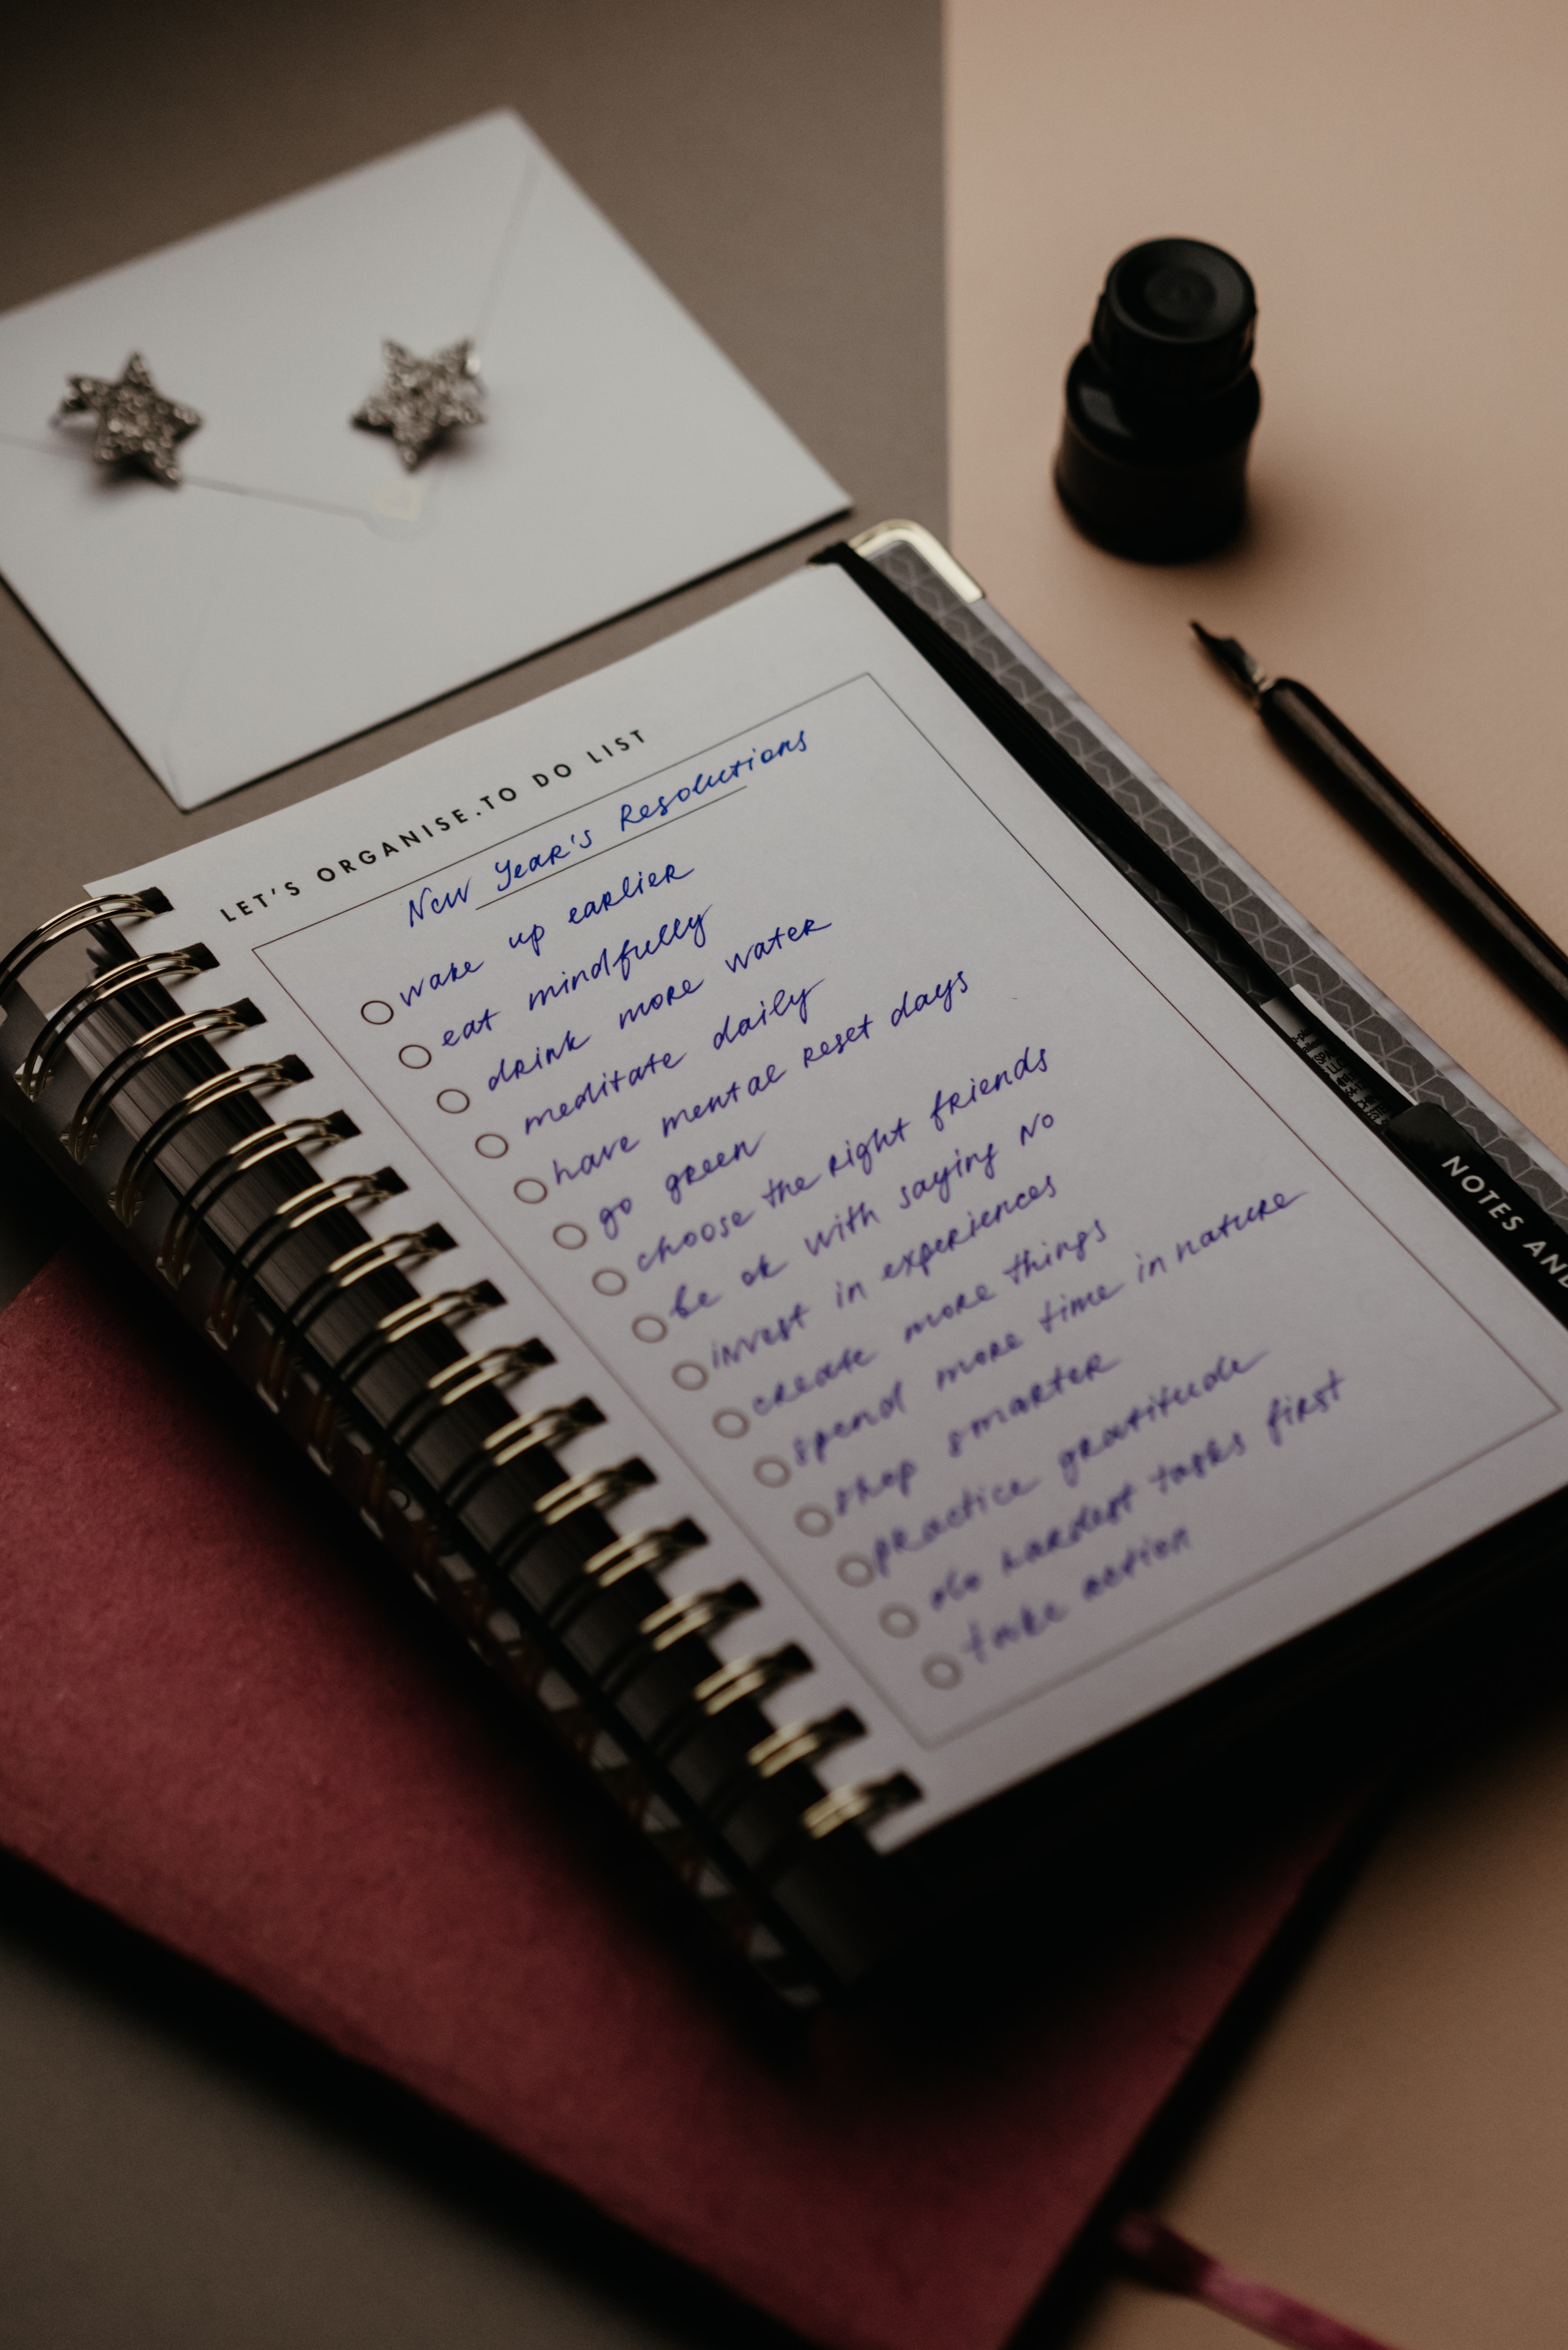 LET'S ORGANISE.TO DO LIST
New Year's Resolutions
wake up earlier
eat mindfully
drink more water
meditate daily
have mental reset days
go green
choose the right friends
be ok with saying No
invest in experiences
create more things
spend more time in nature
shop smarter
practice gratitude
do hardest tasks first
take action
NOTES AND